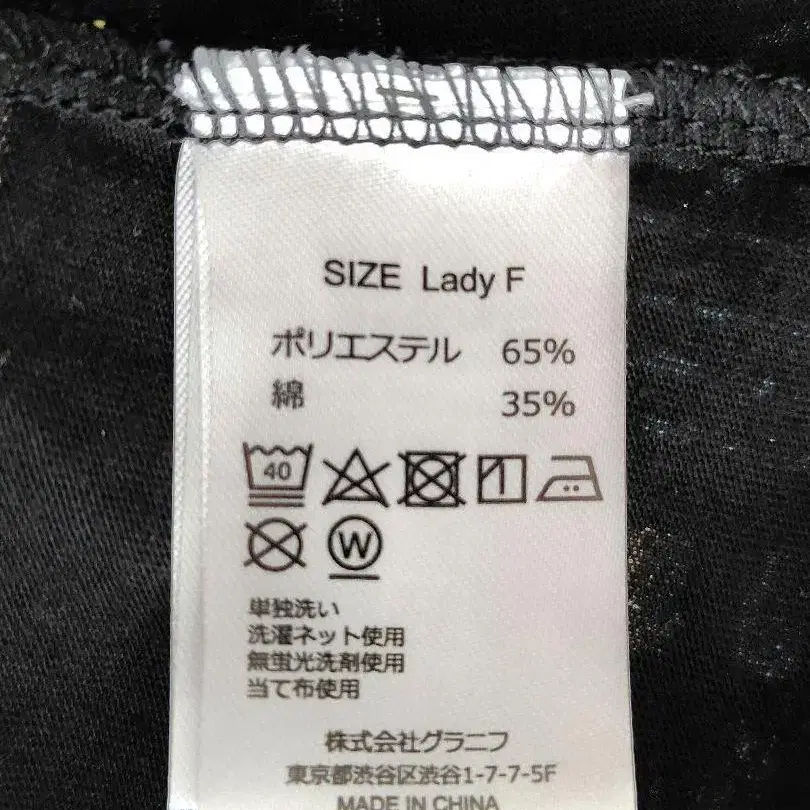 SIZE Lady F
ポリエステル 65%
綿 35%
40
W
単独洗い
洗濯ネット使用
無蛍光洗剤使用
当て布使用
株式会社グラニフ
東京都渋谷区渋谷1-7-7-5F
MADE IN CHINA